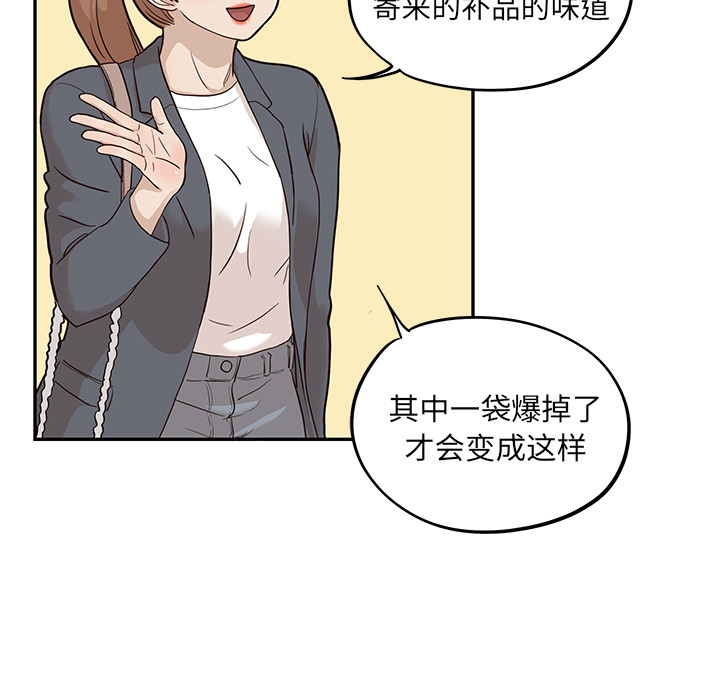 寄来的补品的味道
其中一袋爆掉了
才会变成这样